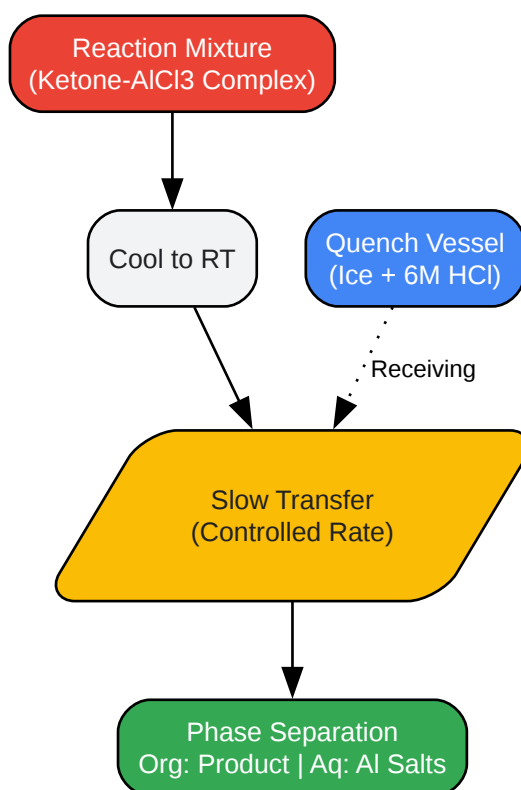 Reaction Mixture
(Ketone-AlCl3 Complex)
Cool to RT
Quench Vessel
(Ice + 6M HCl)
Receiving
Slow Transfer
(Controlled Rate)
Phase Separation
Org: Product | Aq: Al Salts